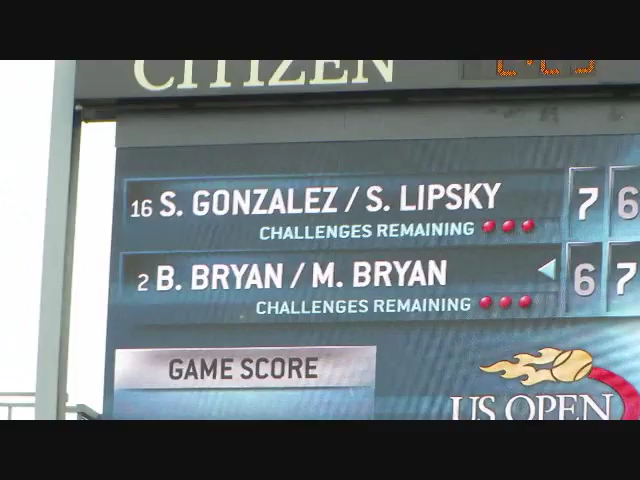 CITIZEN
16 S. GONZALEZ / S. LIPSKY 7 6
CHALLENGES REMAINING
2 B. BRYAN / M. BRYAN 6 7
CHALLENGES REMAINING
GAME SCORE
US OPEN